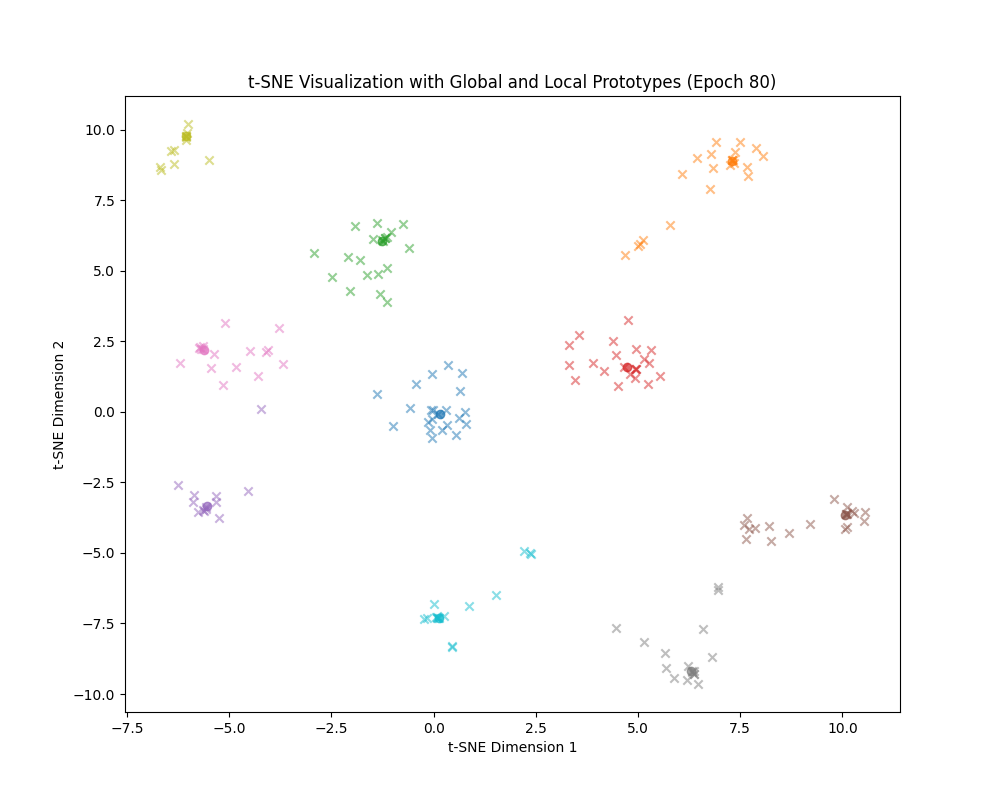 t-SNE Visualization with Global and Local Prototypes (Epoch 80)
t-SNE Dimension 2
10.0
7.5
5.0
2.5
0.0
−2.5
−5.0
−7.5
−10.0
−7.5 −5.0 −2.5 0.0 2.5 5.0 7.5 10.0
t-SNE Dimension 1